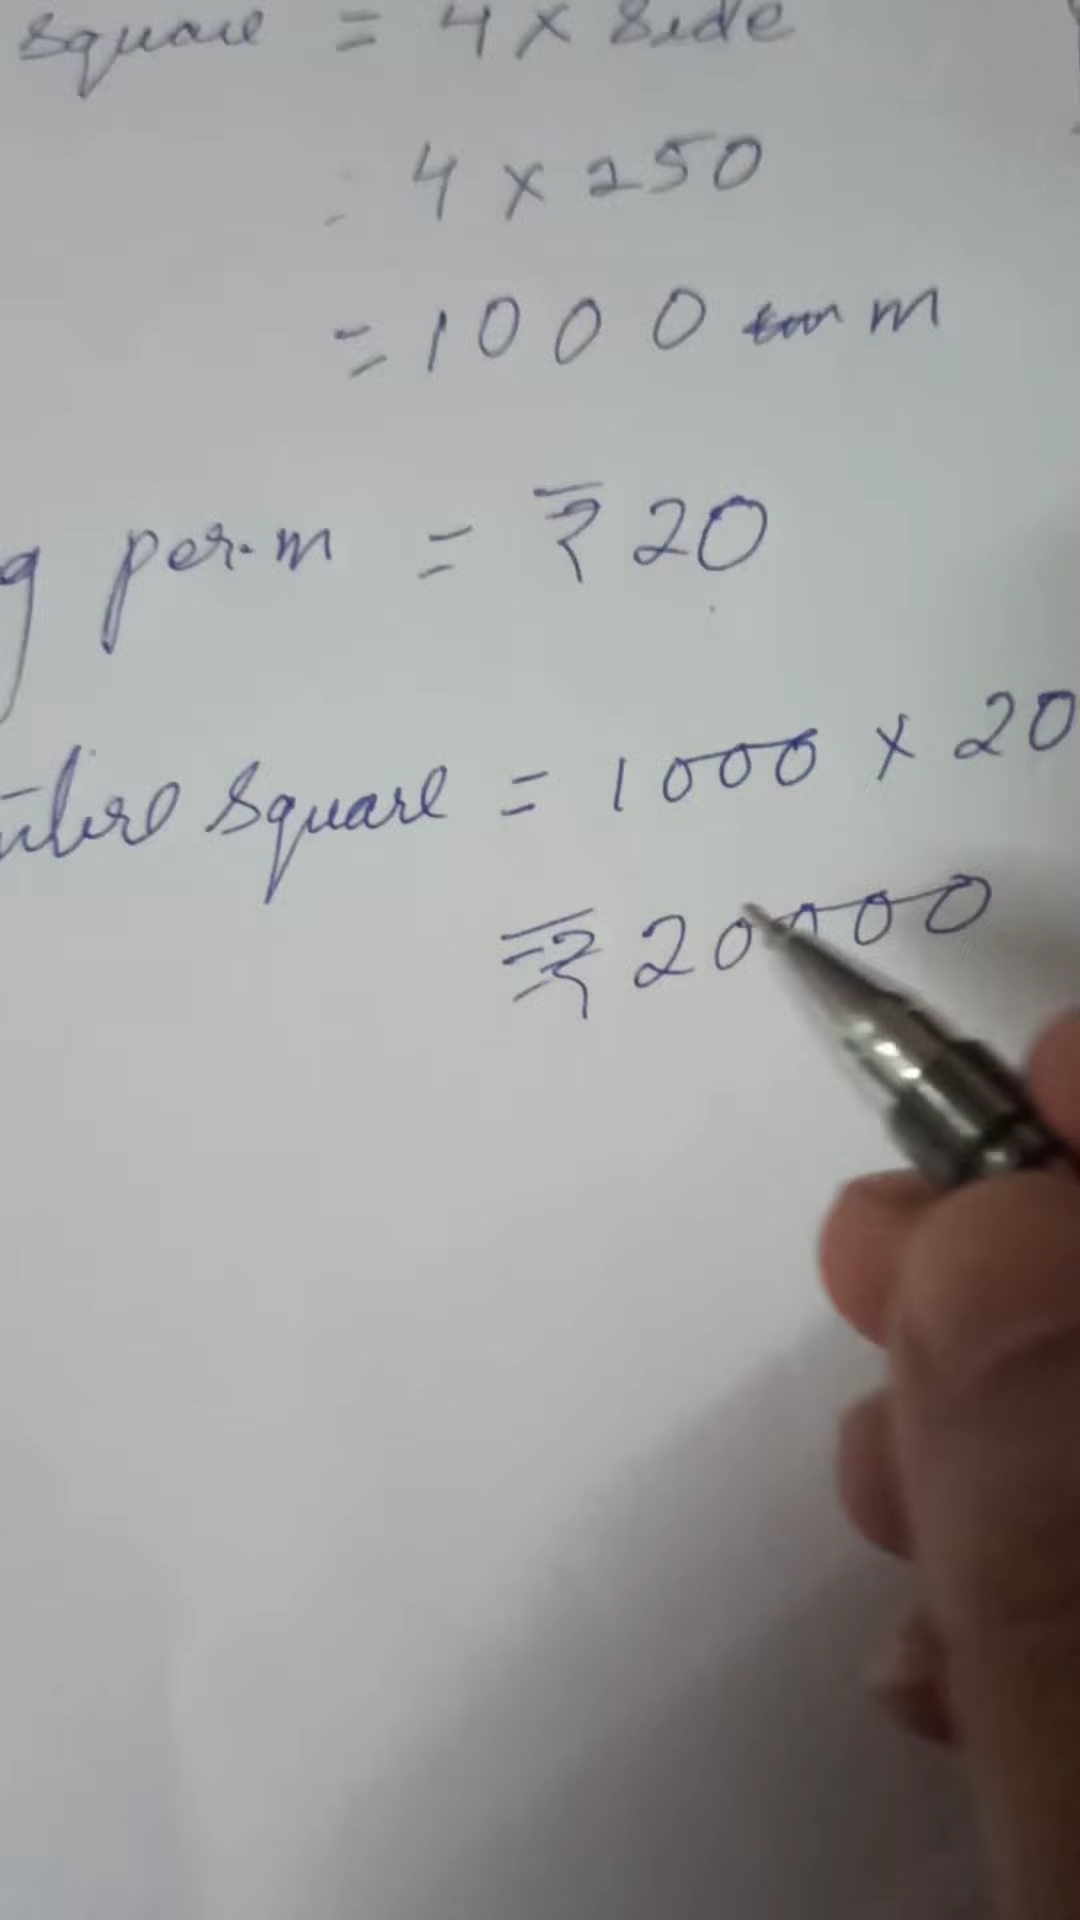 square = 4 × side
= 4 × 250
= 1000 m
g per m = ₹ 20
square = 1000 × 20
= ₹ 20000